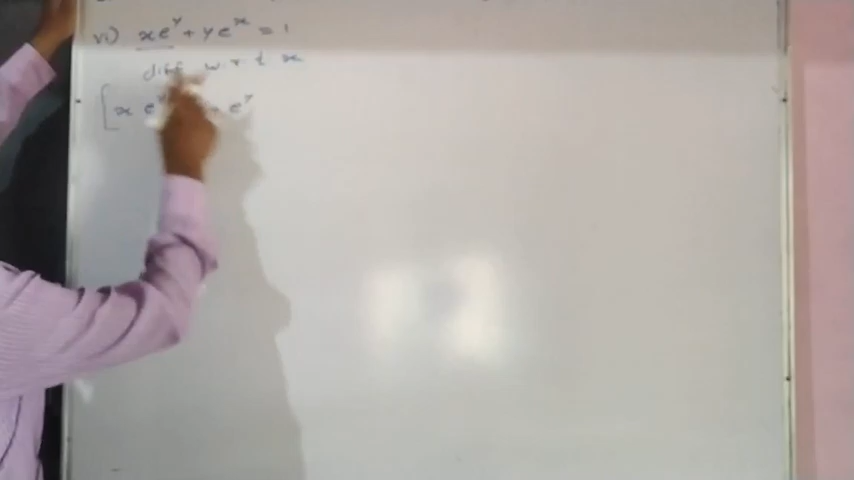 vi) xe^y + ye^x = 1
diff w.r.t x
[x e^y + e^y